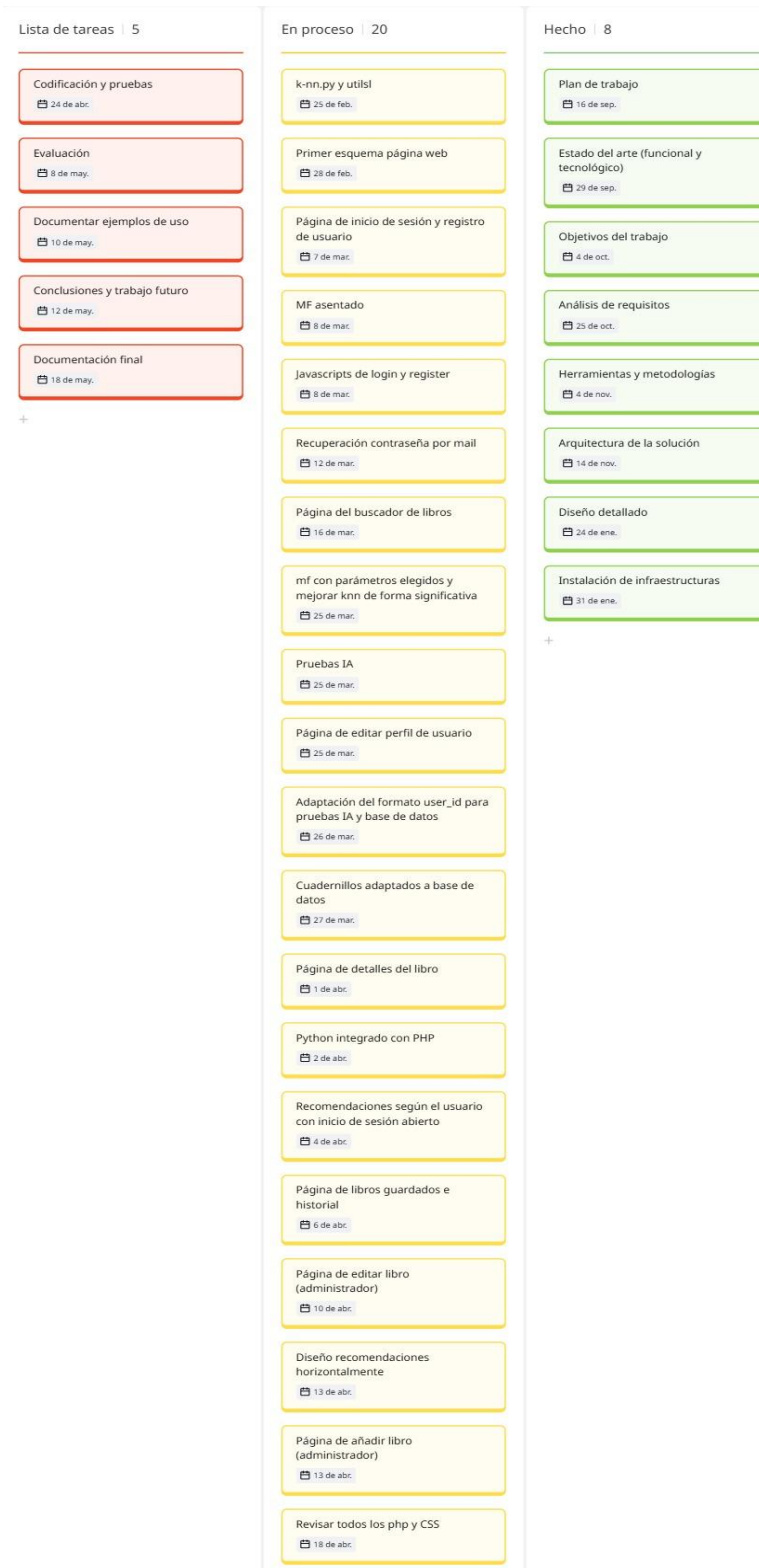 Lista de tareas | 5
Codificación y pruebas
24 de abr.
Evaluación
8 de may.
Documentar ejemplos de uso
10 de may.
Conclusiones y trabajo futuro
12 de may.
Documentación final
18 de may.
+
En proceso | 20
k-nn.py y utilsl
25 de feb.
Primer esquema página web
28 de feb.
Página de inicio de sesión y registro
de usuario
7 de mar.
MF asentado
8 de mar.
Javascripts de login y register
8 de mar.
Recuperación contraseña por mail
12 de mar.
Página del buscador de libros
16 de mar.
mf con parámetros elegidos y
mejorar knn de forma significativa
25 de mar.
Pruebas IA
25 de mar.
Página de editar perfil de usuario
25 de mar.
Adaptación del formato user_id para
pruebas IA y base de datos
26 de mar.
Cuadernillos adaptados a base de
datos
27 de mar.
Página de detalles del libro
1 de abr.
Python integrado con PHP
2 de abr.
Recomendaciones según el usuario
con inicio de sesión abierto
4 de abr.
Página de libros guardados e
historial
6 de abr.
Página de editar libro
(administrador)
10 de abr.
Diseño recomendaciones
horizontalmente
13 de abr.
Página de añadir libro
(administrador)
13 de abr.
Revisar todos los php y CSS
18 de abr.
Hecho | 8
Plan de trabajo
16 de sep.
Estado del arte (funcional y
tecnológico)
29 de sep.
Objetivos del trabajo
4 de oct.
Análisis de requisitos
25 de oct.
Herramientas y metodologías
4 de nov.
Arquitectura de la solución
14 de nov.
Diseño detallado
24 de ene.
Instalación de infraestructuras
31 de ene.
+